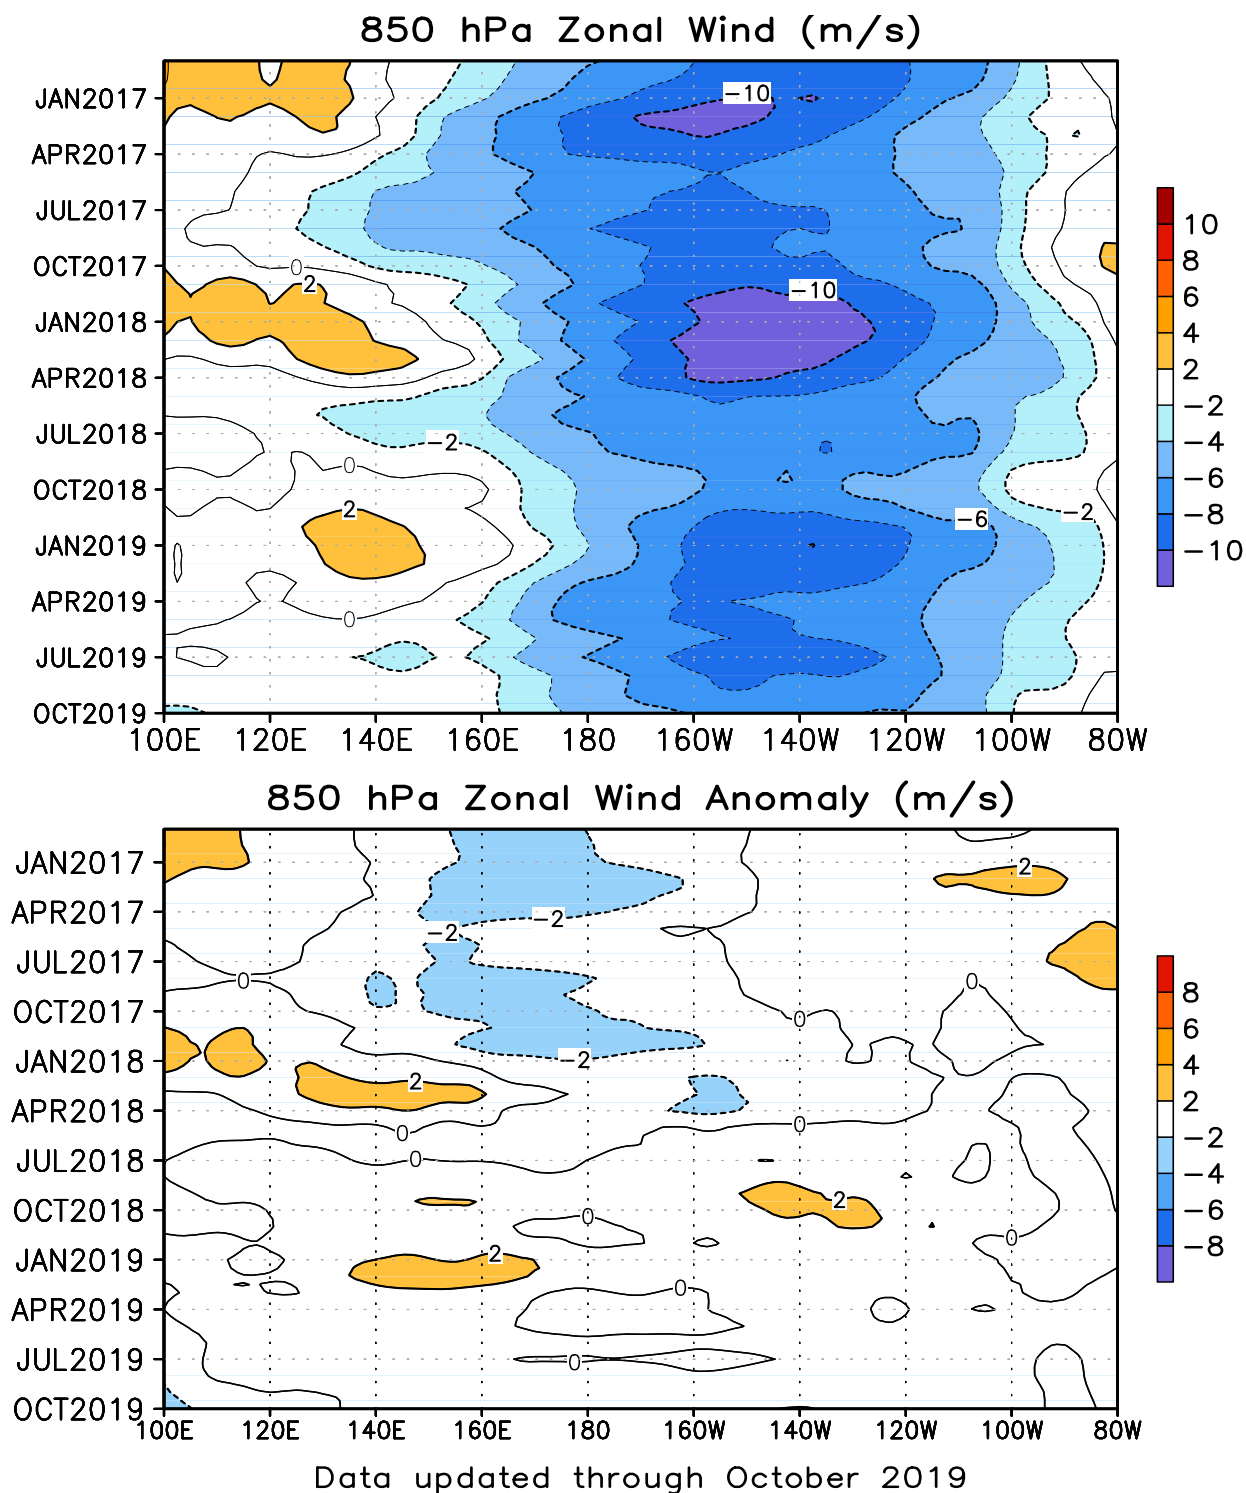 850 hPa Zonal Wind (m/s)
JAN2017
APR2017
JUL2017
OCT2017
JAN2018
APR2018
JUL2018
OCT2018
JAN2019
APR2019
JUL2019
OCT2019
−10
0
2
−10
−2
0
2
−6
−2
0
100E 120E 140E 160E 180 160W 140W 120W 100W 80W
10
8
6
4
2
−2
−4
−6
−8
−10
850 hPa Zonal Wind Anomaly (m/s)
JAN2017
APR2017
JUL2017
OCT2017
JAN2018
APR2018
JUL2018
OCT2018
JAN2019
APR2019
JUL2019
OCT2019
2
−2
−2
0
0
0
−2
2
0
0
0
2
0
0
2
0
0
100E 120E 140E 160E 180 160W 140W 120W 100W 80W
8
6
4
2
−2
−4
−6
−8
Data updated through October 2019